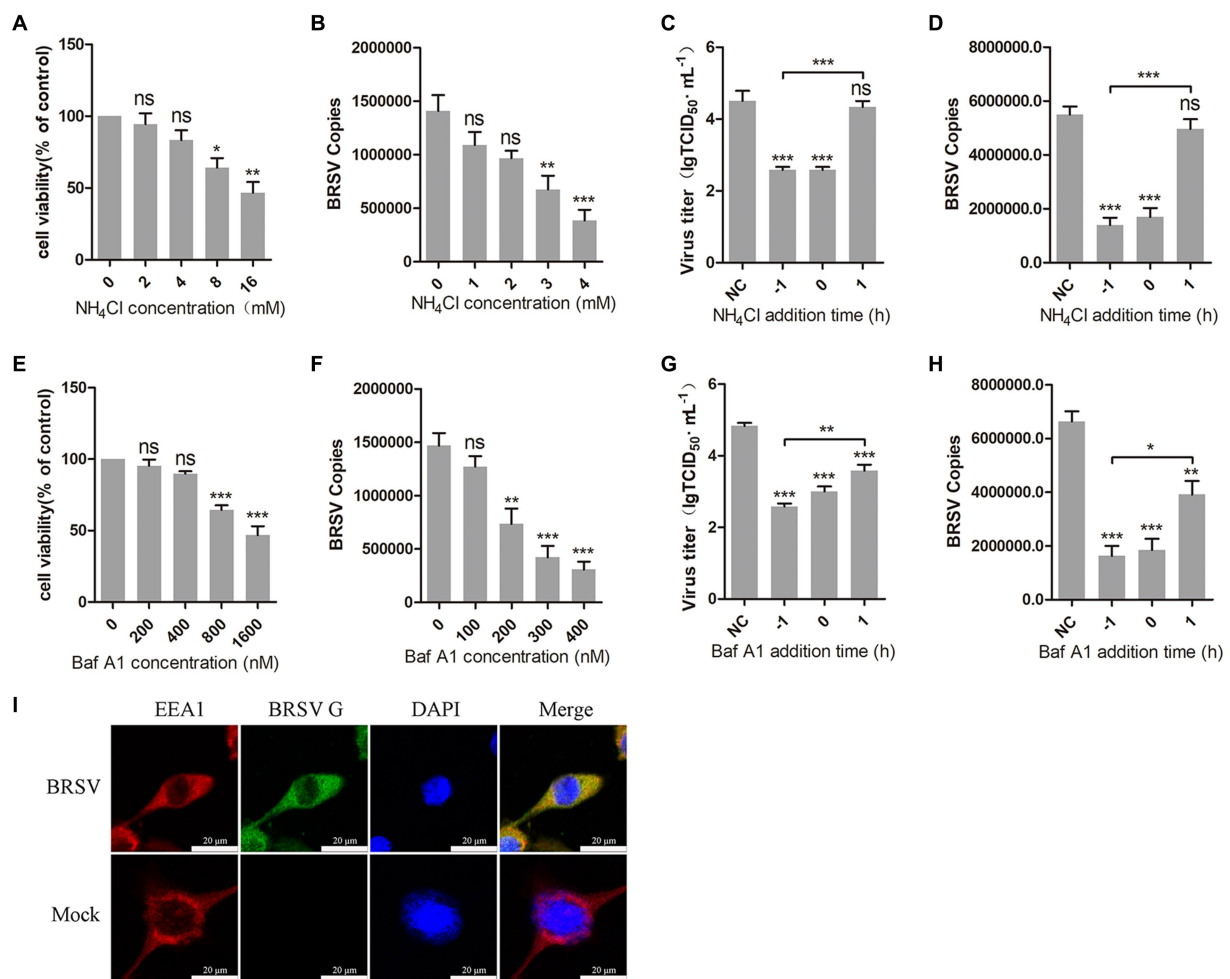 A
cell viability(% of control)
150
100
50
0
ns
ns
*
**
0
2
4
8
16
NH₄Cl concentration（mM)
B
BRSV Copies
2000000
1500000
1000000
500000
0
ns
ns
**
***
0
1
2
3
4
NH₄Cl concentration (mM)
C
Virus titer（lgTCID₅₀· mL⁻¹）
6
4
2
0
***
***
***
ns
NC
-1
0
1
NH₄Cl addition time (h)
D
BRSV Copies
8000000.0
6000000.0
4000000.0
2000000.0
0.0
***
***
***
ns
NC
-1
0
1
NH₄Cl addition time (h)
E
cell viability(% of control)
150
100
50
0
ns
ns
***
***
0
200
400
800
1600
Baf A1 concentration (nM)
F
BRSV Copies
2000000
1500000
1000000
500000
0
ns
**
***
***
0
100
200
300
400
Baf A1 concentration (nM)
G
Virus titer（lgTCID₅₀· mL⁻¹）
6
4
2
0
**
***
***
***
NC
-1
0
1
Baf A1 addition time (h)
H
BRSV Copies
8000000.0
6000000.0
4000000.0
2000000.0
0.0
*
***
***
**
NC
-1
0
1
Baf A1 addition time (h)
I
EEA1 BRSV G DAPI Merge
BRSV
20 μm 20 μm 20 μm 20 μm
Mock
20 μm 20 μm 20 μm 20 μm